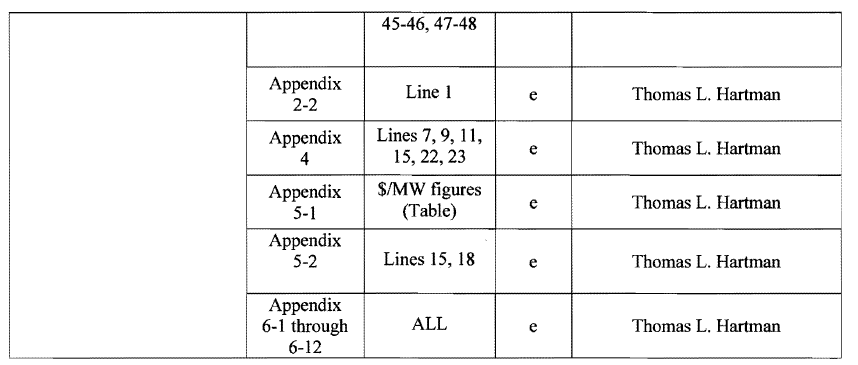 45-46, 47-48
Appendix
2-2
Line 1
e
Thomas L. Hartman
Appendix
4
Lines 7, 9, 11,
15, 22, 23
e
Thomas L. Hartman
Appendix
5-1
$/MW figures
(Table)
e
Thomas L. Hartman
Appendix
5-2
Lines 15, 18
e
Thomas L. Hartman
Appendix
6-1 through
6-12
ALL
e
Thomas L. Hartman